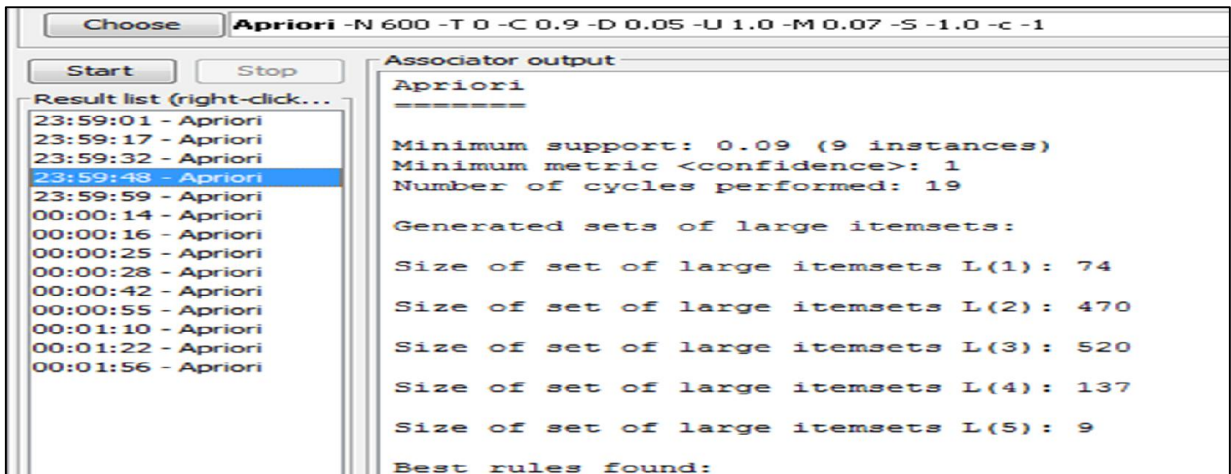 Choose Apriori -N 600 -T 0 -C 0.9 -D 0.05 -U 1.0 -M 0.07 -S -1.0 -c -1
Start Stop
Result list (right-click...
23:59:01 - Apriori
23:59:17 - Apriori
23:59:32 - Apriori
23:59:48 - Apriori
23:59:59 - Apriori
00:00:14 - Apriori
00:00:16 - Apriori
00:00:25 - Apriori
00:00:28 - Apriori
00:00:42 - Apriori
00:00:55 - Apriori
00:01:10 - Apriori
00:01:22 - Apriori
00:01:56 - Apriori
Associator output
Apriori
=======
Minimum support: 0.09 (9 instances)
Minimum metric <confidence>: 1
Number of cycles performed: 19
Generated sets of large itemsets:
Size of set of large itemsets L(1): 74
Size of set of large itemsets L(2): 470
Size of set of large itemsets L(3): 520
Size of set of large itemsets L(4): 137
Size of set of large itemsets L(5): 9
Best rules found: